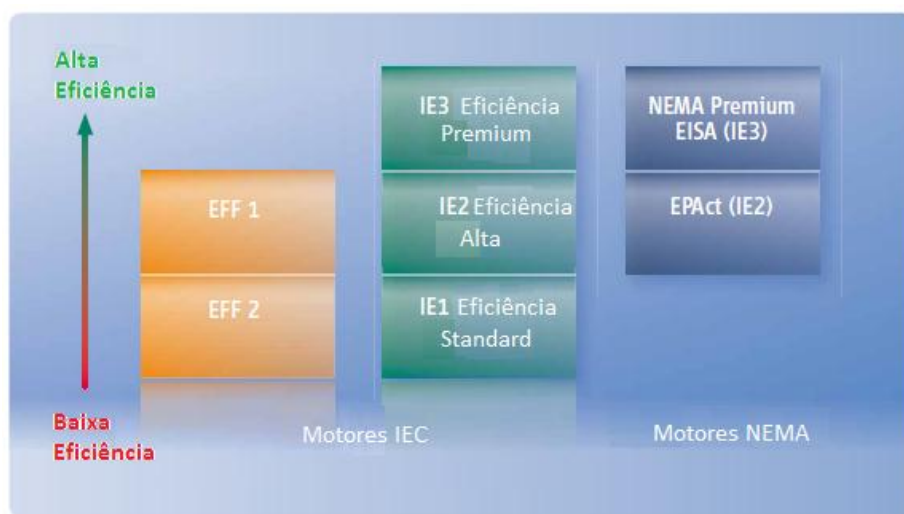 Alta
Eficiência
IE3 Eficiência
Premium
NEMA Premium
EISA (IE3)
EFF 1
IE2 Eficiência
Alta
EPAct (IE2)
EFF 2
IE1 Eficiência
Standard
Baixa
Eficiência
Motores IEC
Motores NEMA